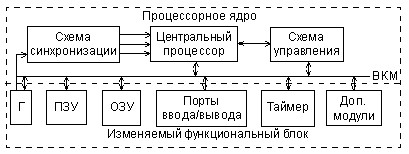 Процессорное ядро
Схема
синхронизации
Центральный
процессор
Схема
управления
ВКМ
Г
ПЗУ
ОЗУ
Порты
ввода/вывода
Таймер
Доп.
модули
Изменяемый функциональный блок